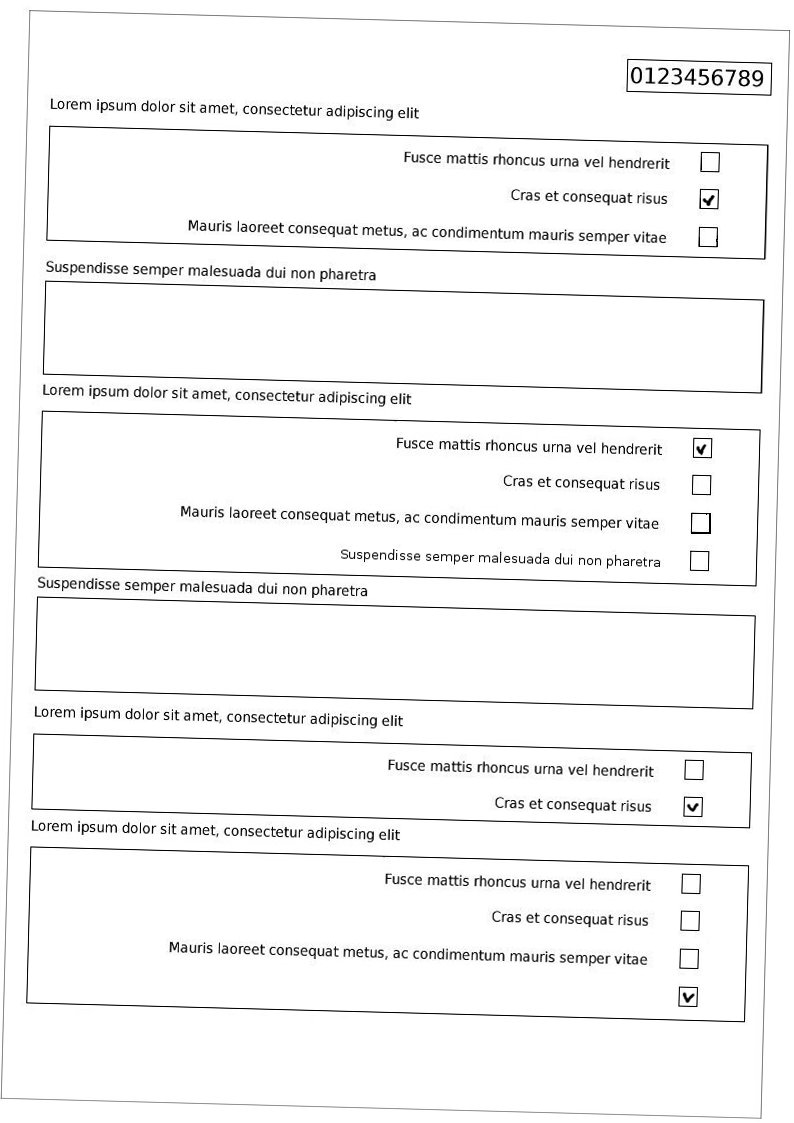 0123456789
Lorem ipsum dolor sit amet, consectetur adipiscing elit
Fusce mattis rhoncus urna vel hendrerit
Cras et consequat risus
Mauris laoreet consequat metus, ac condimentum mauris semper vitae
Suspendisse semper malesuada dui non pharetra
Lorem ipsum dolor sit amet, consectetur adipiscing elit
Fusce mattis rhoncus urna vel hendrerit
Cras et consequat risus
Mauris laoreet consequat metus, ac condimentum mauris semper vitae
Suspendisse semper malesuada dui non pharetra
Suspendisse semper malesuada dui non pharetra
Lorem ipsum dolor sit amet, consectetur adipiscing elit
Fusce mattis rhoncus urna vel hendrerit
Cras et consequat risus
Lorem ipsum dolor sit amet, consectetur adipiscing elit
Fusce mattis rhoncus urna vel hendrerit
Cras et consequat risus
Mauris laoreet consequat metus, ac condimentum mauris semper vitae